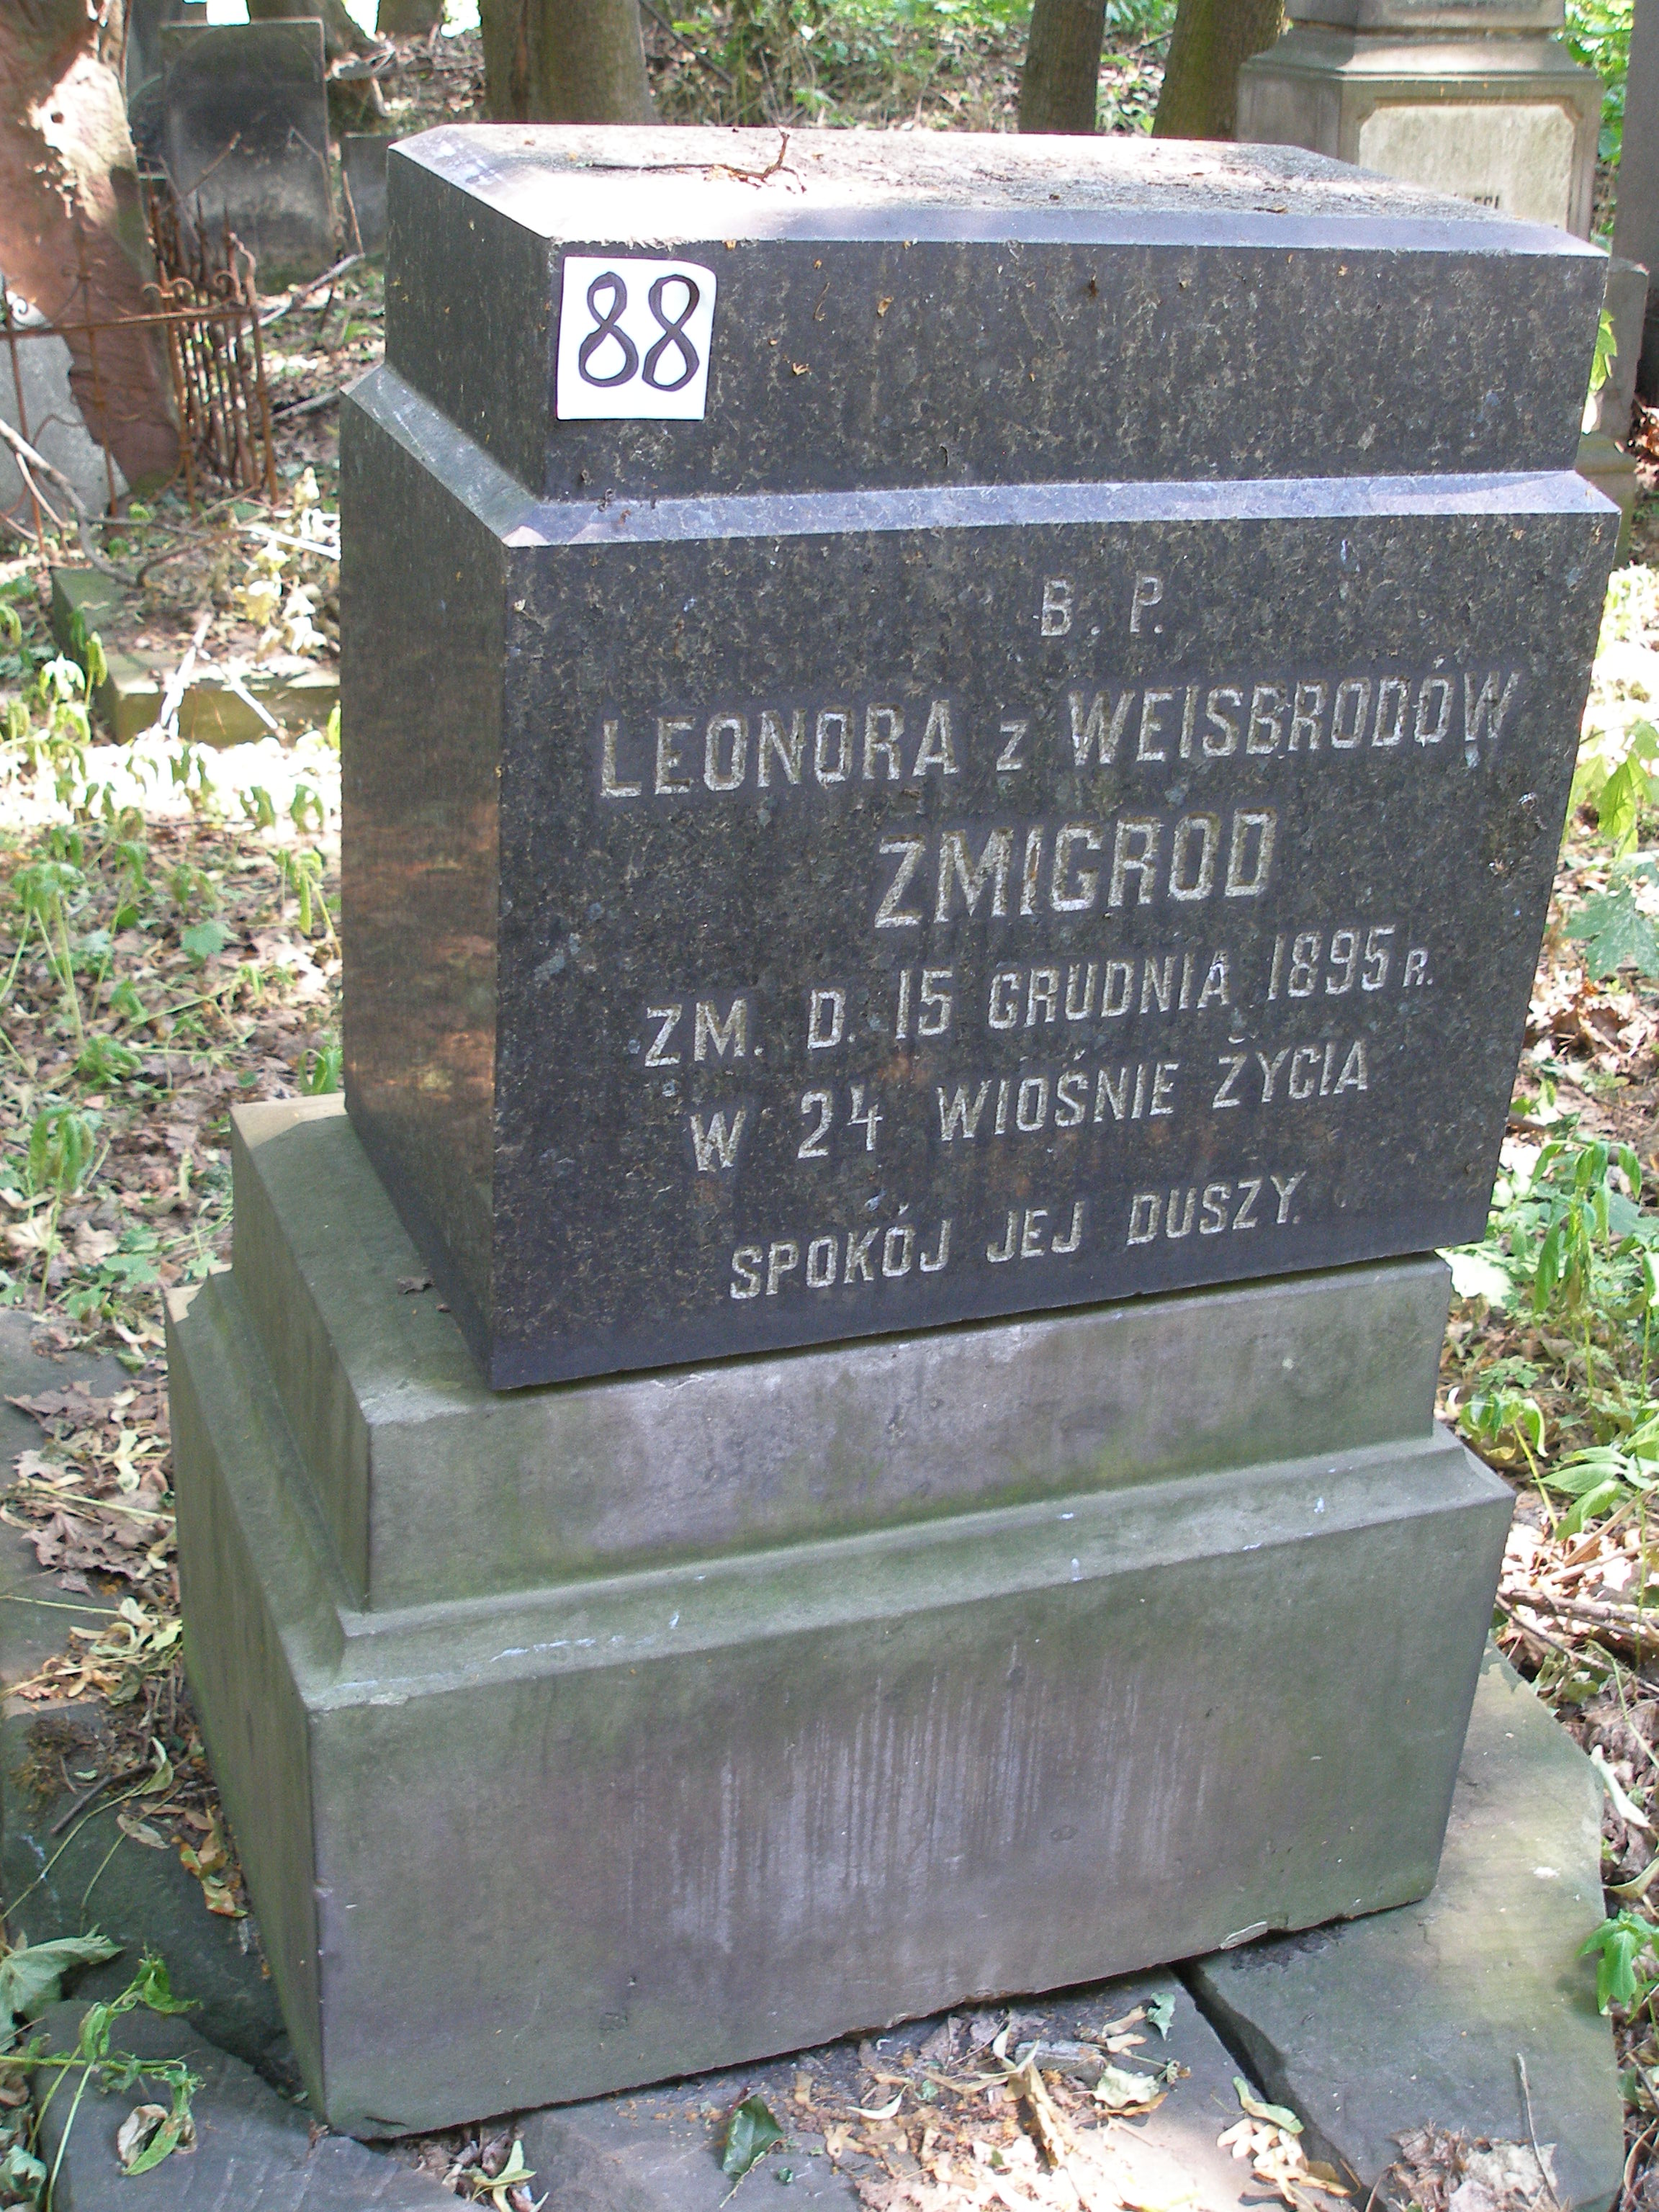 88
B. P.
LEONORA z WEISBRODÓW
ZMIGROD
ZM. D. 15 GRUDNIA 1895 R.
W 24 WIOŚNIE ŻYCIA
SPOKÓJ JEJ DUSZY.